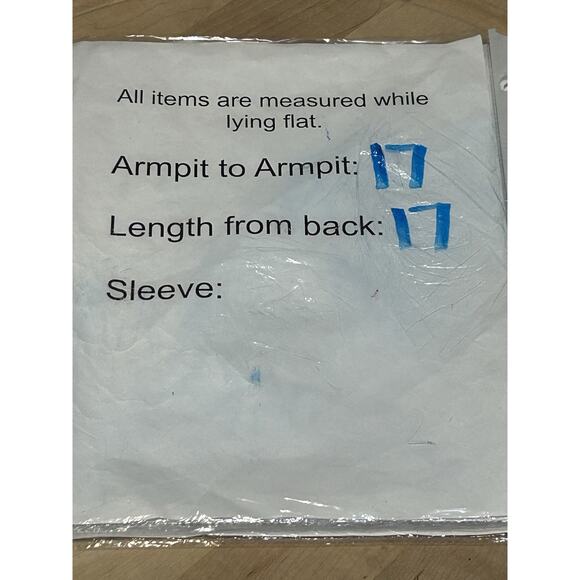 All items are measured while
lying flat.
Armpit to Armpit: 17
Length from back: 17
Sleeve: